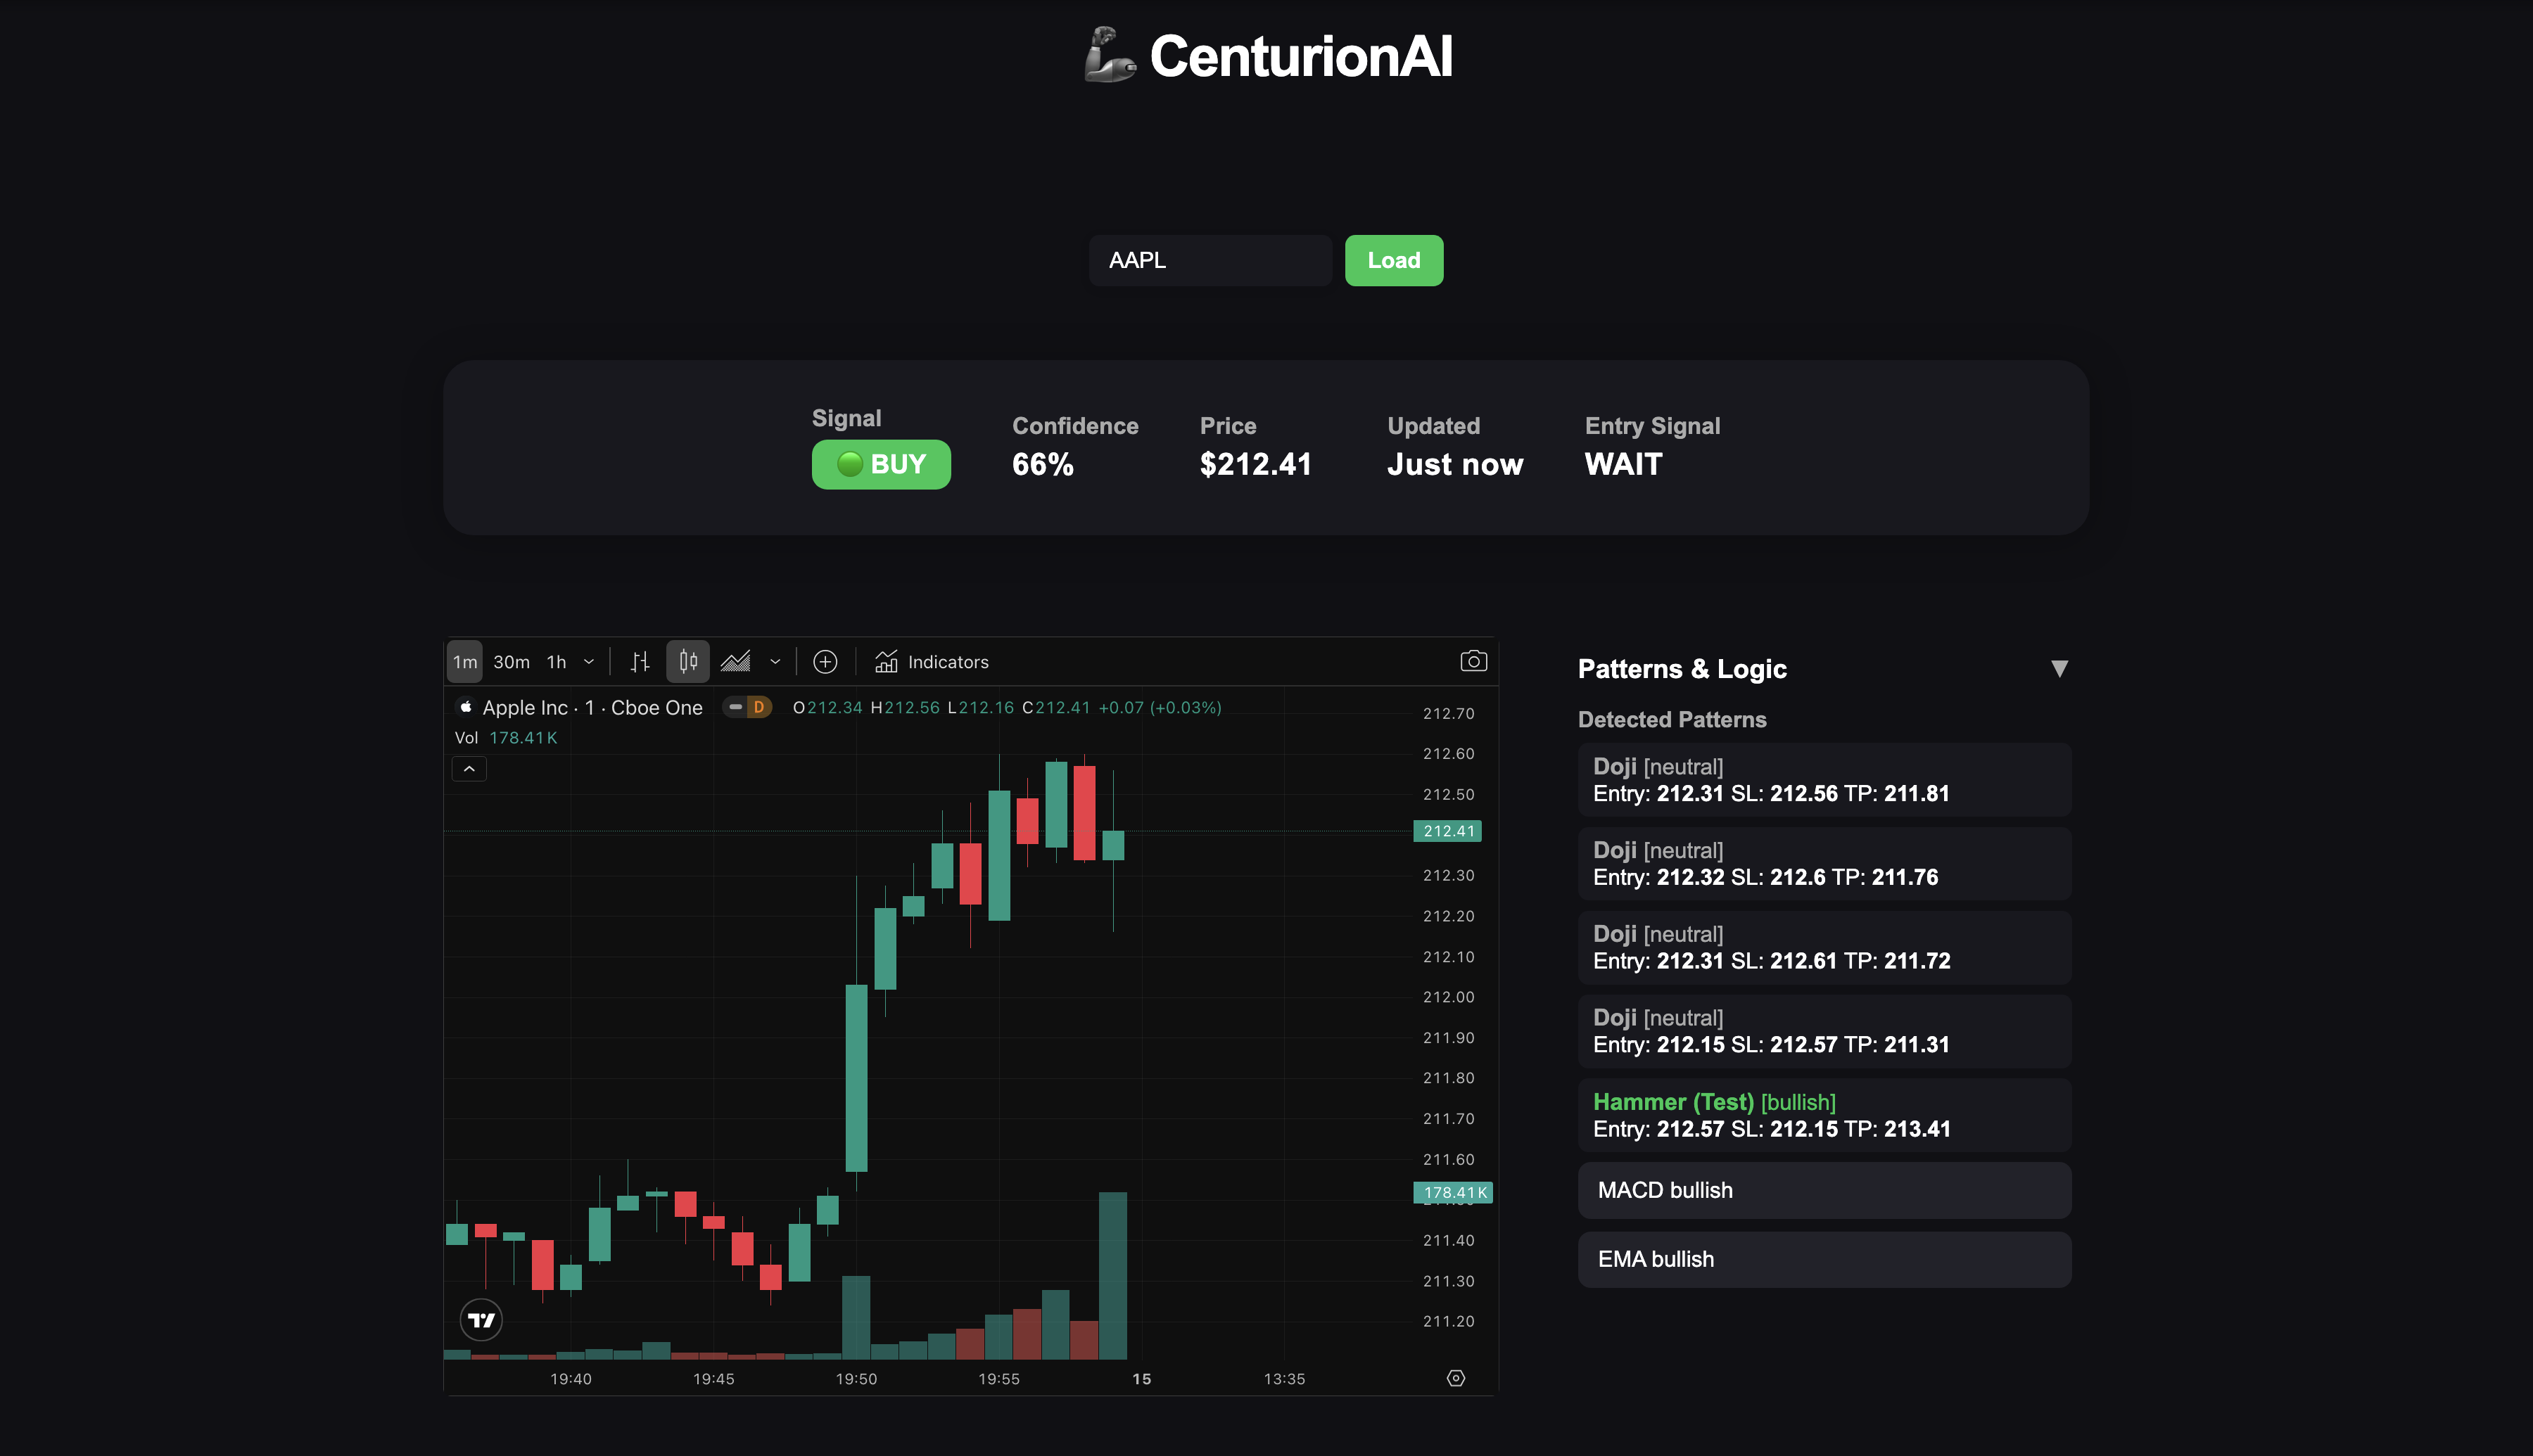 CenturionAI
AAPL
Load
Signal
BUY
Confidence
66%
Price
$212.41
Updated
Just now
Entry Signal
WAIT
1m 30m 1h Indicators
Apple Inc · 1 · Cboe One D O212.34 H212.56 L212.16 C212.41 +0.07 (+0.03%)
Vol 178.41K
212.70
212.60
212.50
212.41
212.30
212.20
212.10
212.00
211.90
211.80
211.70
211.60
178.41K
211.40
211.30
211.20
19:40 19:45 19:50 19:55 15 13:35
Patterns & Logic
Detected Patterns
Doji [neutral]
Entry: 212.31 SL: 212.56 TP: 211.81
Doji [neutral]
Entry: 212.32 SL: 212.6 TP: 211.76
Doji [neutral]
Entry: 212.31 SL: 212.61 TP: 211.72
Doji [neutral]
Entry: 212.15 SL: 212.57 TP: 211.31
Hammer (Test) [bullish]
Entry: 212.57 SL: 212.15 TP: 213.41
MACD bullish
EMA bullish